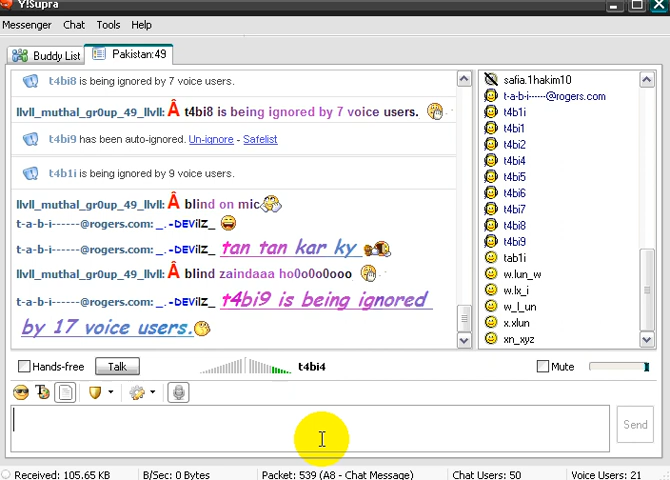 Y!Supra
Messenger Chat Tools Help
Buddy List Pakistan:49
t4bi8 is being ignored by 7 voice users.
llvll_muthal_gr0up_49_llvll: Â t4bi8 is being ignored by 7 voice users.
t4bi9 has been auto-ignored. Un-ignore - Safelist
t4b1i is being ignored by 9 voice users.
llvll_muthal_gr0up_49_llvll: Â blind on mic
t-a-b-i------@rogers.com: _.-DEViIZ_
t-a-b-i------@rogers.com: _.-DEViIZ_ tan tan kar ky
llvll_muthal_gr0up_49_llvll: Â blind zaindaaa ho0o0o0ooo
t-a-b-i------@rogers.com: _.-DEViIZ_ t4bi9 is being ignored
by 17 voice users.
safia.1hakim10
t-a-b-i------@rogers.com
t4b1i
t4bi1
t4bi2
t4bi4
t4bi5
t4bi6
t4bi7
t4bi8
t4bi9
tab1i
w.lun_w
w.lx_i
w_l_un
x.xlun
xn_xyz
Hands-free Talk t4bi4 Mute
Send
Received: 105.65 KB B/Sec: 0 Bytes Packet: 539 (A8 - Chat Message) Chat Users: 50 Voice Users: 21